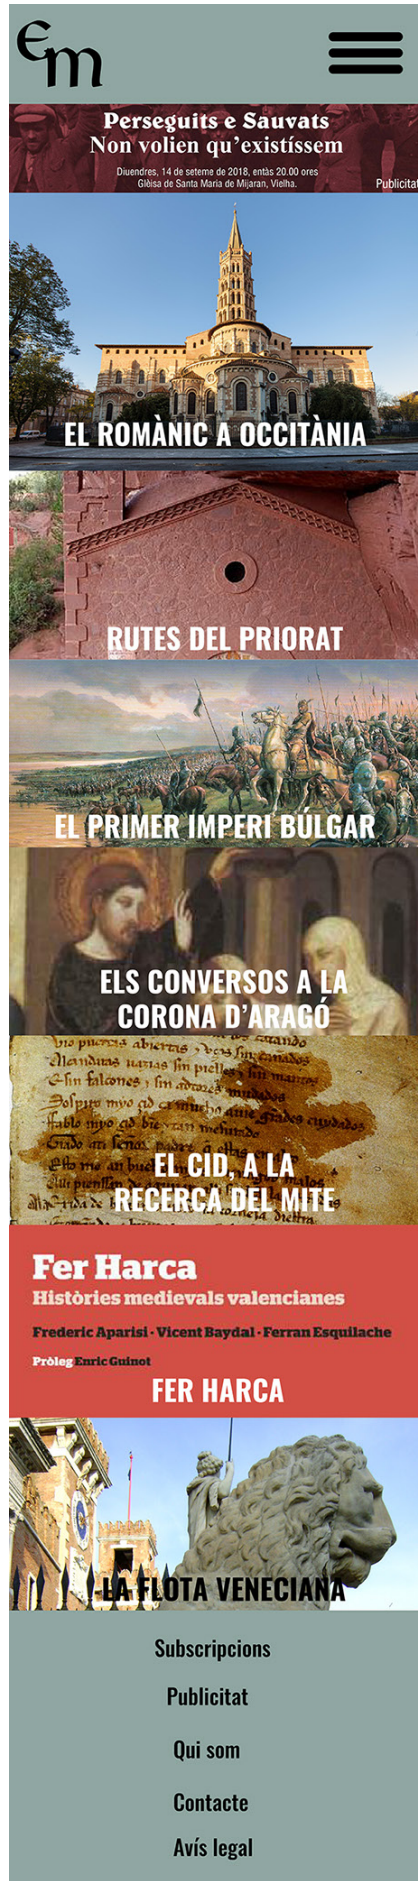 em
Perseguits e Sauvats
Non volien qu'existíssem
Diuendres, 14 de seteme de 2018, entàs 20.00 ores
Glèisa de Santa Maria de Mijaran, Vielha.
Publicitat
EL ROMÀNIC A OCCITÀNIA
RUTES DEL PRIORAT
EL PRIMER IMPERI BÚLGAR
ELS CONVERSOS A LA
CORONA D'ARAGÓ
EL CID, A LA
RECERCA DEL MITE
Fer Harca
Històries medievals valencianes
Frederic Aparisi · Vicent Baydal · Ferran Esquilache
Pròleg Enric Guinot
FER HARCA
LA FLOTA VENECIANA
Subscripcions
Publicitat
Qui som
Contacte
Avís legal